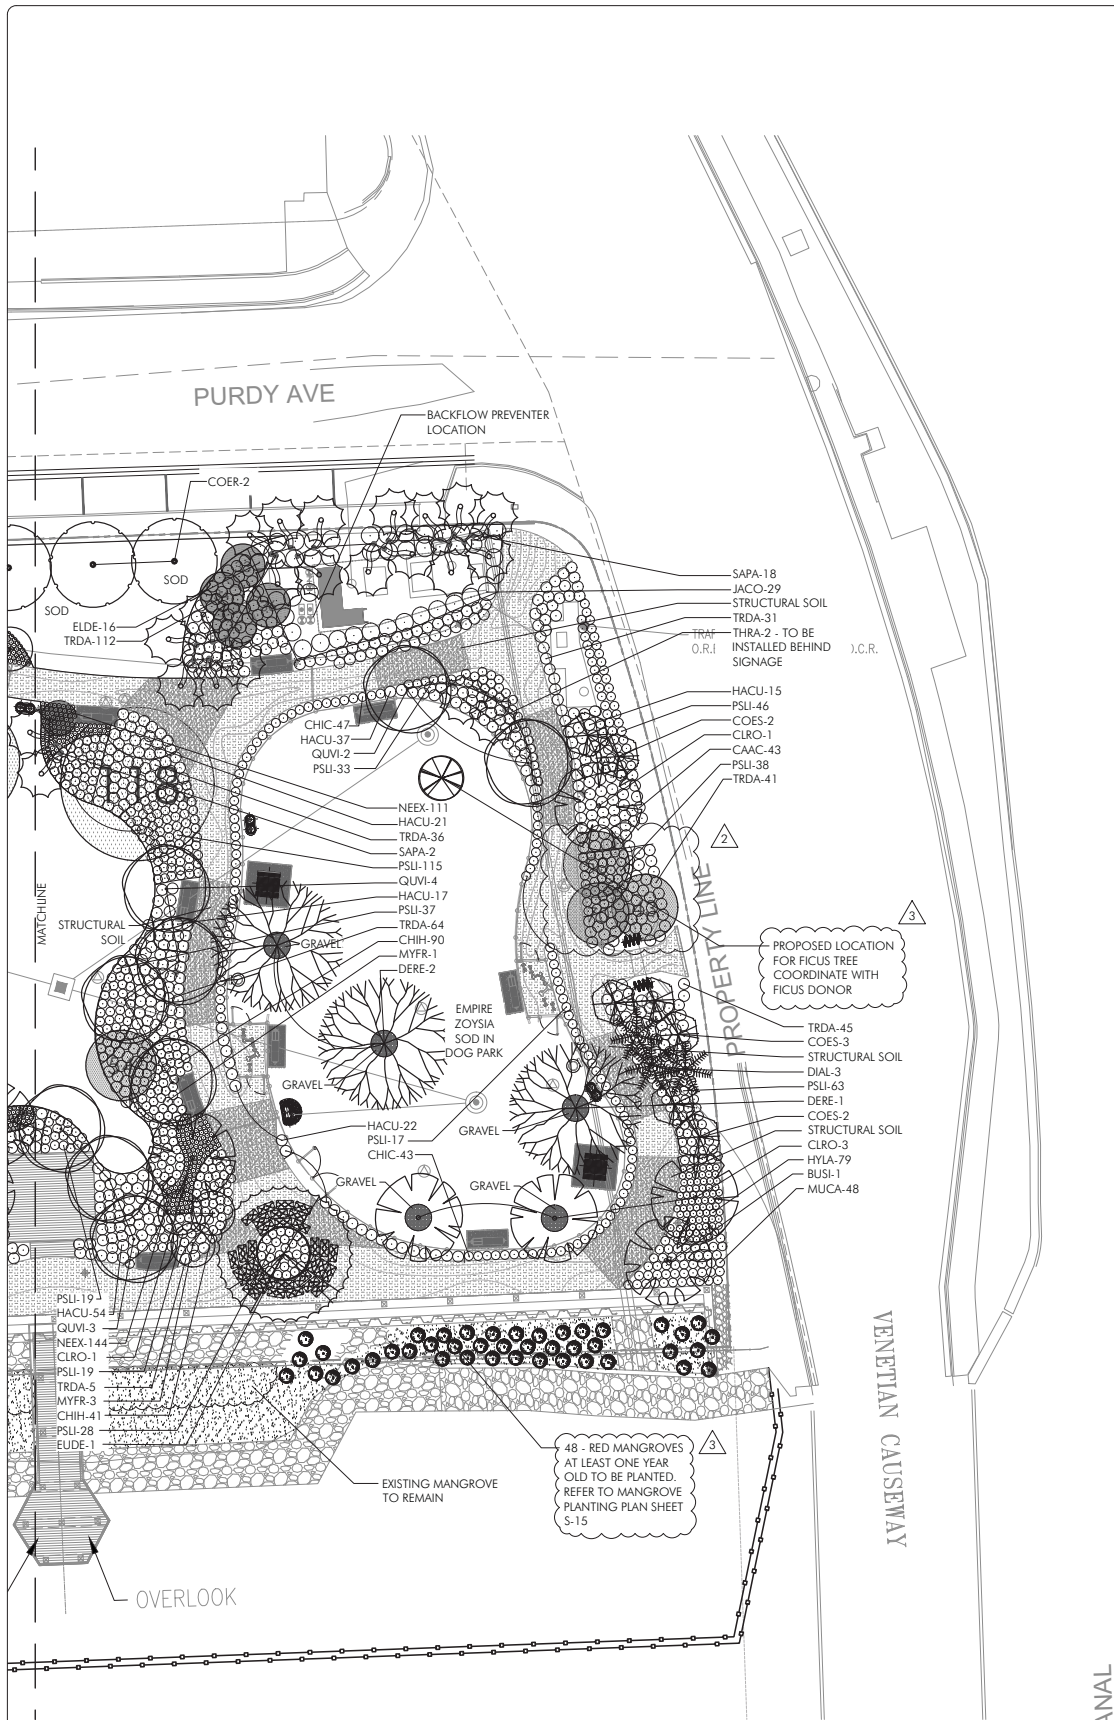 PURDY AVE
BACKFLOW PREVENTER
LOCATION
COER-2
SOD
SOD
ELDE-16
TRDA-112
SAPA-18
JACO-29
STRUCTURAL SOIL
TRDA-31
THRA-2 - TO BE
INSTALLED BEHIND
SIGNAGE
TRAF
O.R.I
O.C.R.
HACU-15
PSLI-46
COES-2
CLRO-1
CAAC-43
PSLI-38
TRDA-41
CHIC-47
HACU-37
QUVI-2
PSLI-33
118
NEEX-111
HACU-21
TRDA-36
SAPA-2
PSLI-115
QUVI-4
HACU-17
PSLI-37
TRDA-64
CHIH-90
MYFR-1
DERE-2
MATCHLINE
STRUCTURAL
SOIL
GRAVEL
2
PROPERTY LINE
3
PROPOSED LOCATION
FOR FICUS TREE
COORDINATE WITH
FICUS DONOR
EMPIRE
ZOYSIA
SOD IN
DOG PARK
GRAVEL
TRDA-45
COES-3
STRUCTURAL SOIL
DIAL-3
PSLI-63
DERE-1
COES-2
STRUCTURAL SOIL
CLRO-3
HYLA-79
BUSI-1
MUCA-48
HACU-22
PSLI-17
CHIC-43
GRAVEL
GRAVEL
GRAVEL
PSLI-19
HACU-54
QUVI-3
NEEX-144
CLRO-1
PSLI-19
TRDA-5
MYFR-3
CHIH-41
PSLI-28
EUDE-1
VENETIAN CAUSEWAY
EXISTING MANGROVE
TO REMAIN
48 - RED MANGROVES
AT LEAST ONE YEAR
OLD TO BE PLANTED.
REFER TO MANGROVE
PLANTING PLAN SHEET
S-15
3
OVERLOOK
ANAL